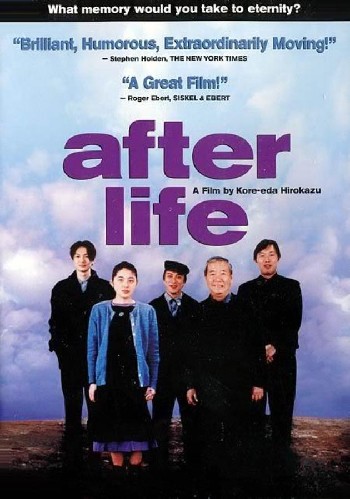 What memory would you take to eternity?
"Brilliant, Humorous, Extraordinarily Moving!"
– Stephen Holden, THE NEW YORK TIMES
"A Great Film!"
– Roger Ebert, SISKEL & EBERT
after
A Film by Kore-eda Hirokazu
life